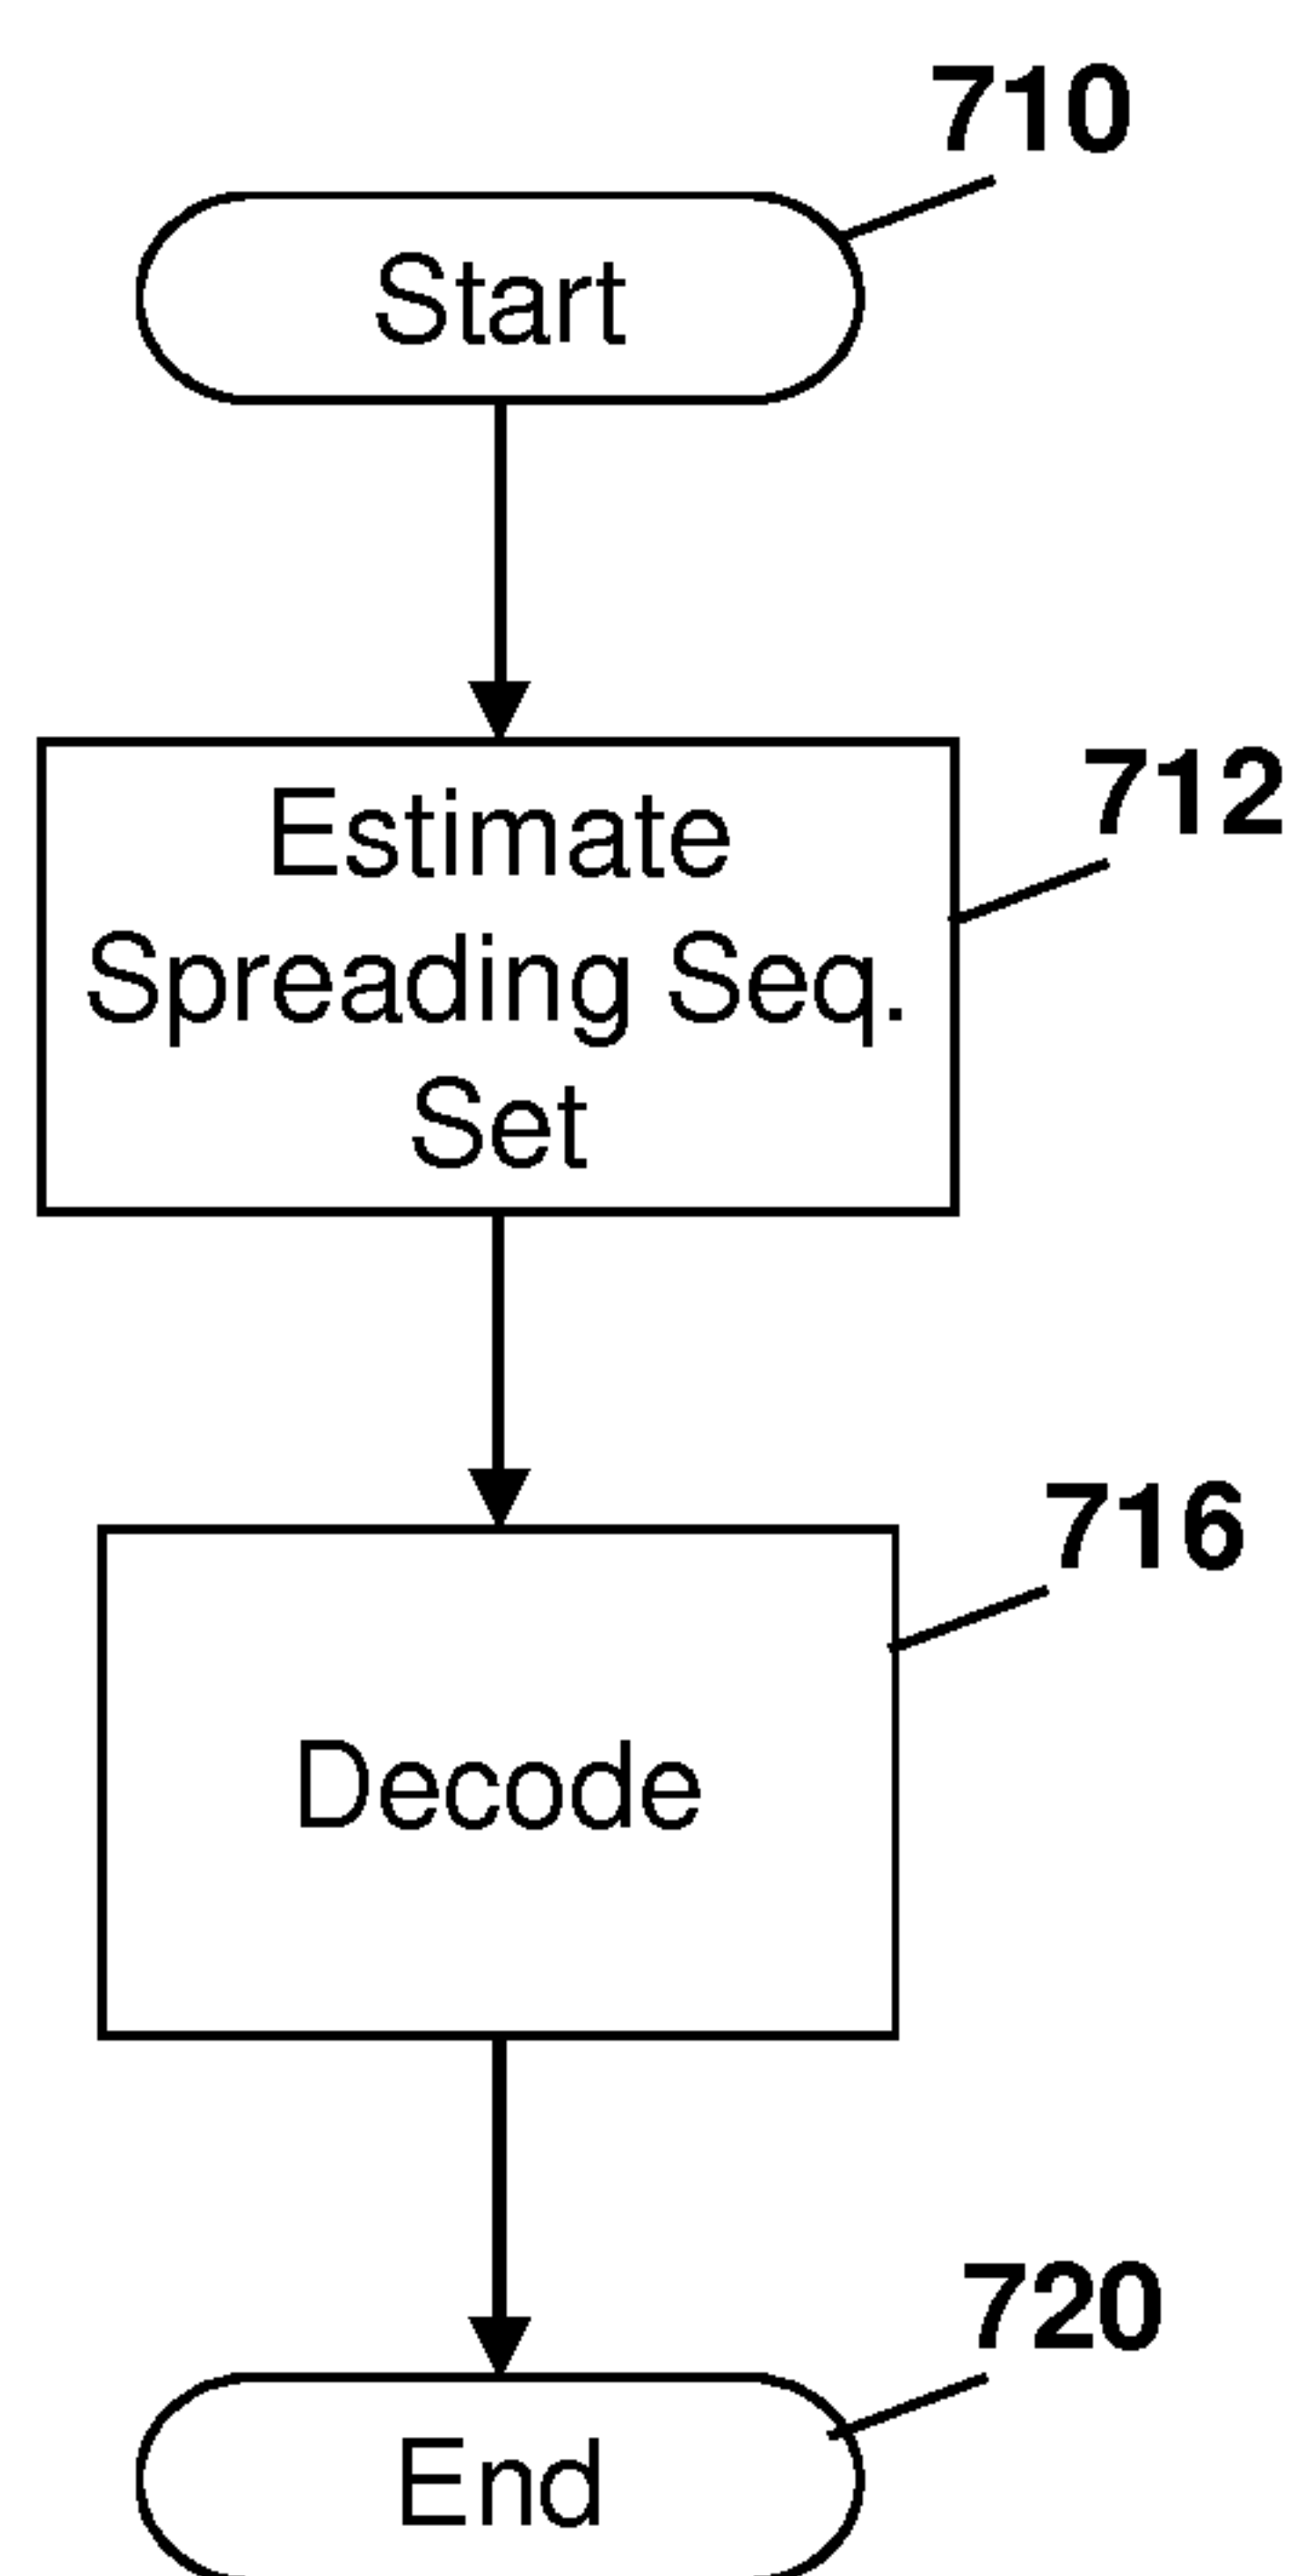 710
Start
712
Estimate
Spreading Seq.
Set
716
Decode
720
End